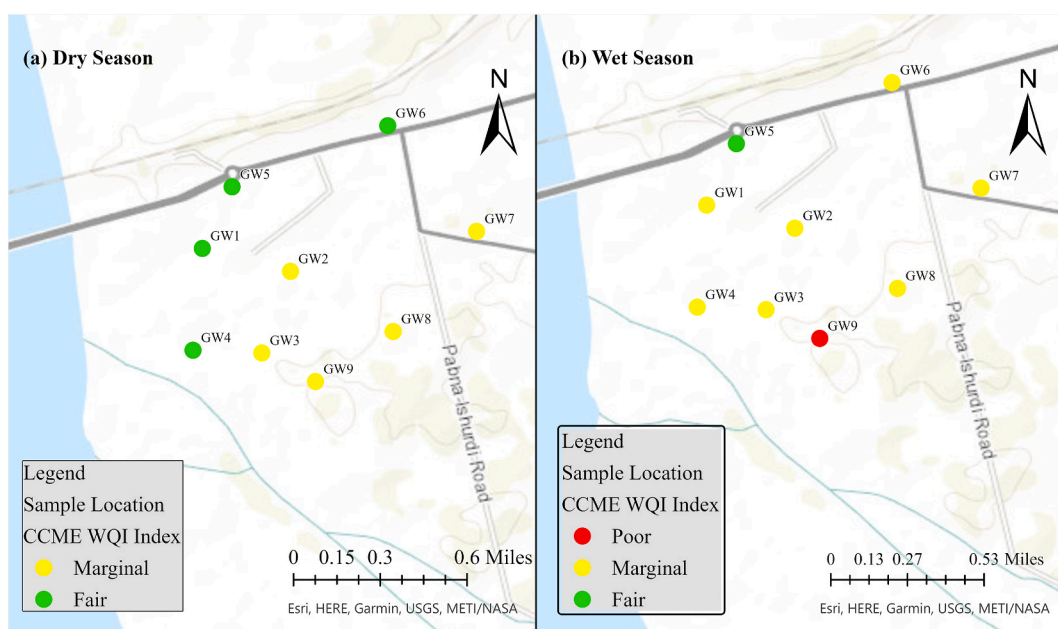 (a) Dry Season
N
GW6
GW5
GW7
GW1
GW2
GW8
GW4
GW3
GW9
Pabna-Ishurdi Road
Legend
Sample Location
CCME WQI Index
Marginal
Fair
0 0.15 0.3 0.6 Miles
Esri, HERE, Garmin, USGS, METI/NASA
(b) Wet Season
N
GW6
GW5
GW7
GW1
GW2
GW8
GW4
GW3
GW9
Pabna-Ishurdi Road
Legend
Sample Location
CCME WQI Index
Poor
Marginal
Fair
0 0.13 0.27 0.53 Miles
Esri, HERE, Garmin, USGS, METI/NASA